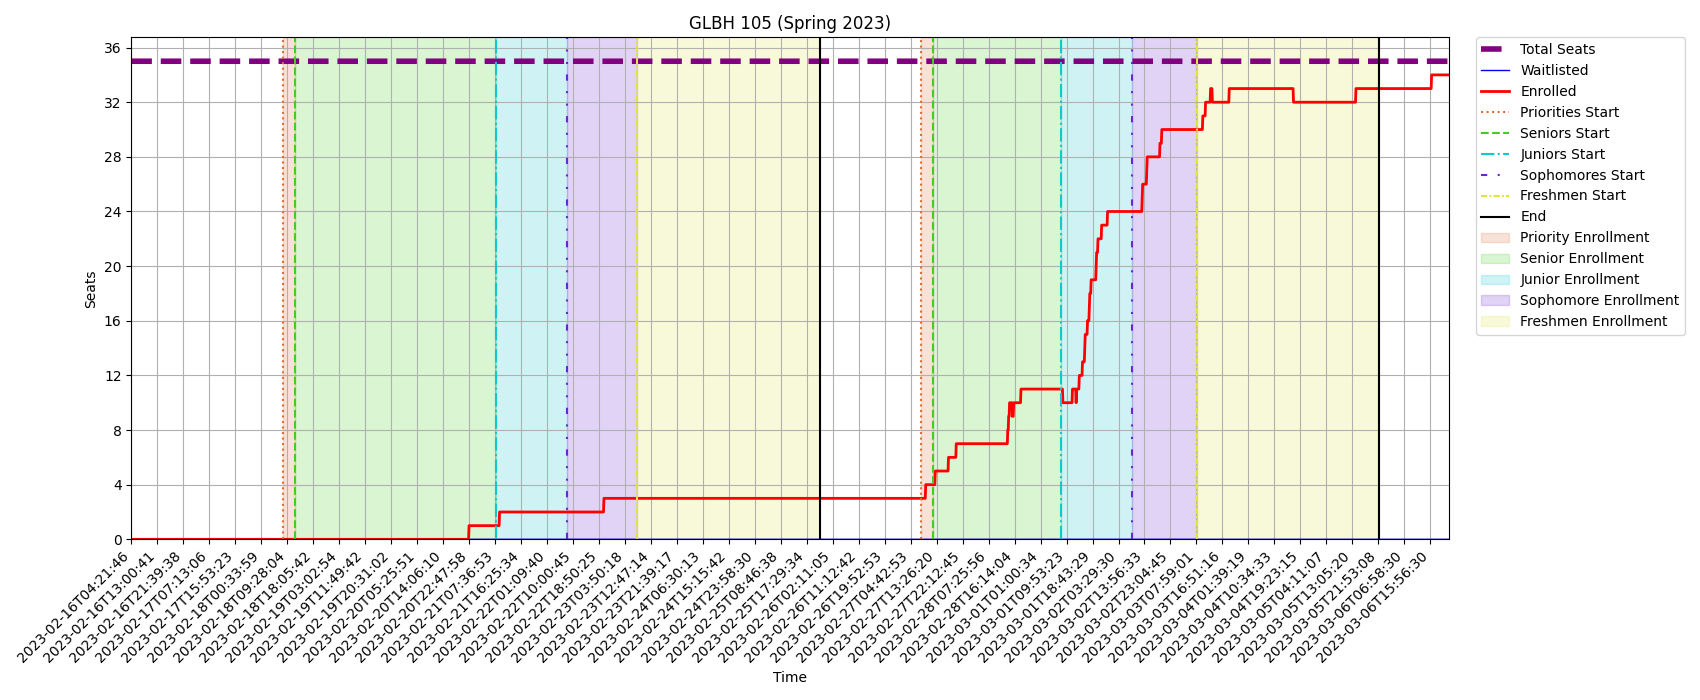 GLBH 105 (Spring 2023)
Seats
36
32
28
24
20
16
12
8
4
0
2023-02-16T04:21:46
2023-02-16T13:00:41
2023-02-16T21:39:38
2023-02-17T07:13:06
2023-02-17T15:53:23
2023-02-18T00:33:59
2023-02-18T09:28:04
2023-02-18T18:05:42
2023-02-19T03:02:54
2023-02-19T11:49:42
2023-02-19T20:31:02
2023-02-20T05:25:51
2023-02-20T14:06:10
2023-02-20T22:47:58
2023-02-21T07:36:53
2023-02-21T16:25:34
2023-02-22T01:09:40
2023-02-22T10:00:45
2023-02-22T18:50:25
2023-02-23T03:50:18
2023-02-23T12:47:14
2023-02-23T21:39:17
2023-02-24T06:30:13
2023-02-24T15:15:42
2023-02-24T23:58:30
2023-02-25T08:46:38
2023-02-25T17:29:34
2023-02-26T02:11:05
2023-02-26T11:12:42
2023-02-26T19:52:53
2023-02-27T04:42:53
2023-02-27T13:26:20
2023-02-27T22:12:45
2023-02-28T07:25:56
2023-02-28T16:14:04
2023-03-01T01:00:34
2023-03-01T09:53:23
2023-03-01T18:43:29
2023-03-02T03:29:30
2023-03-02T13:56:33
2023-03-02T23:04:45
2023-03-03T07:59:01
2023-03-03T16:51:16
2023-03-04T01:39:19
2023-03-04T10:34:33
2023-03-04T19:23:15
2023-03-05T04:11:07
2023-03-05T13:05:20
2023-03-05T21:53:08
2023-03-06T06:58:30
2023-03-06T15:56:30
Time
Total Seats
Waitlisted
Enrolled
Priorities Start
Seniors Start
Juniors Start
Sophomores Start
Freshmen Start
End
Priority Enrollment
Senior Enrollment
Junior Enrollment
Sophomore Enrollment
Freshmen Enrollment